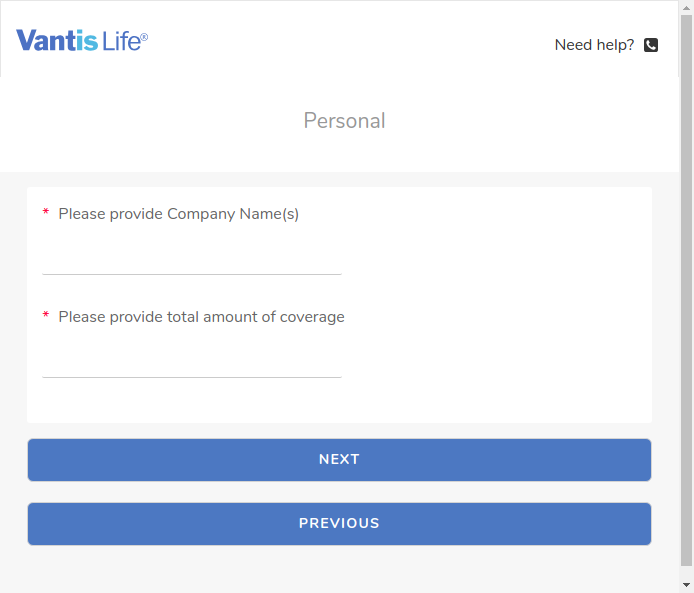 Vantis Life®
Need help?
Personal
* Please provide Company Name(s)
* Please provide total amount of coverage
NEXT
PREVIOUS